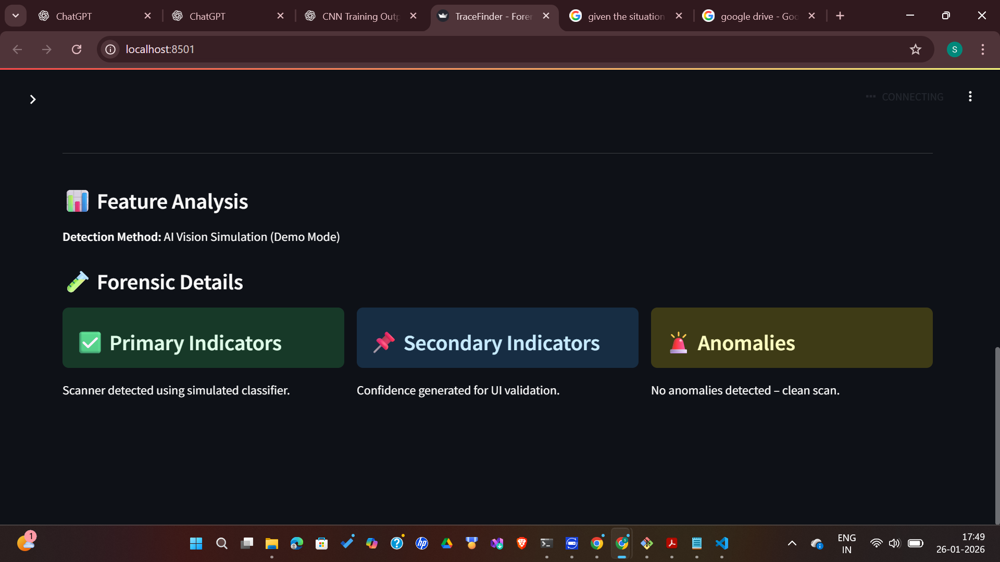 ChatGPT
ChatGPT
CNN Training Outp
TraceFinder - Foren
given the situation
google drive - Goo
localhost:8501
S
CONNECTING
Feature Analysis
Detection Method: AI Vision Simulation (Demo Mode)
Forensic Details
Primary Indicators
Secondary Indicators
Anomalies
Scanner detected using simulated classifier.
Confidence generated for UI validation.
No anomalies detected – clean scan.
1
hp
S
ENG
IN
17:49
26-01-2026